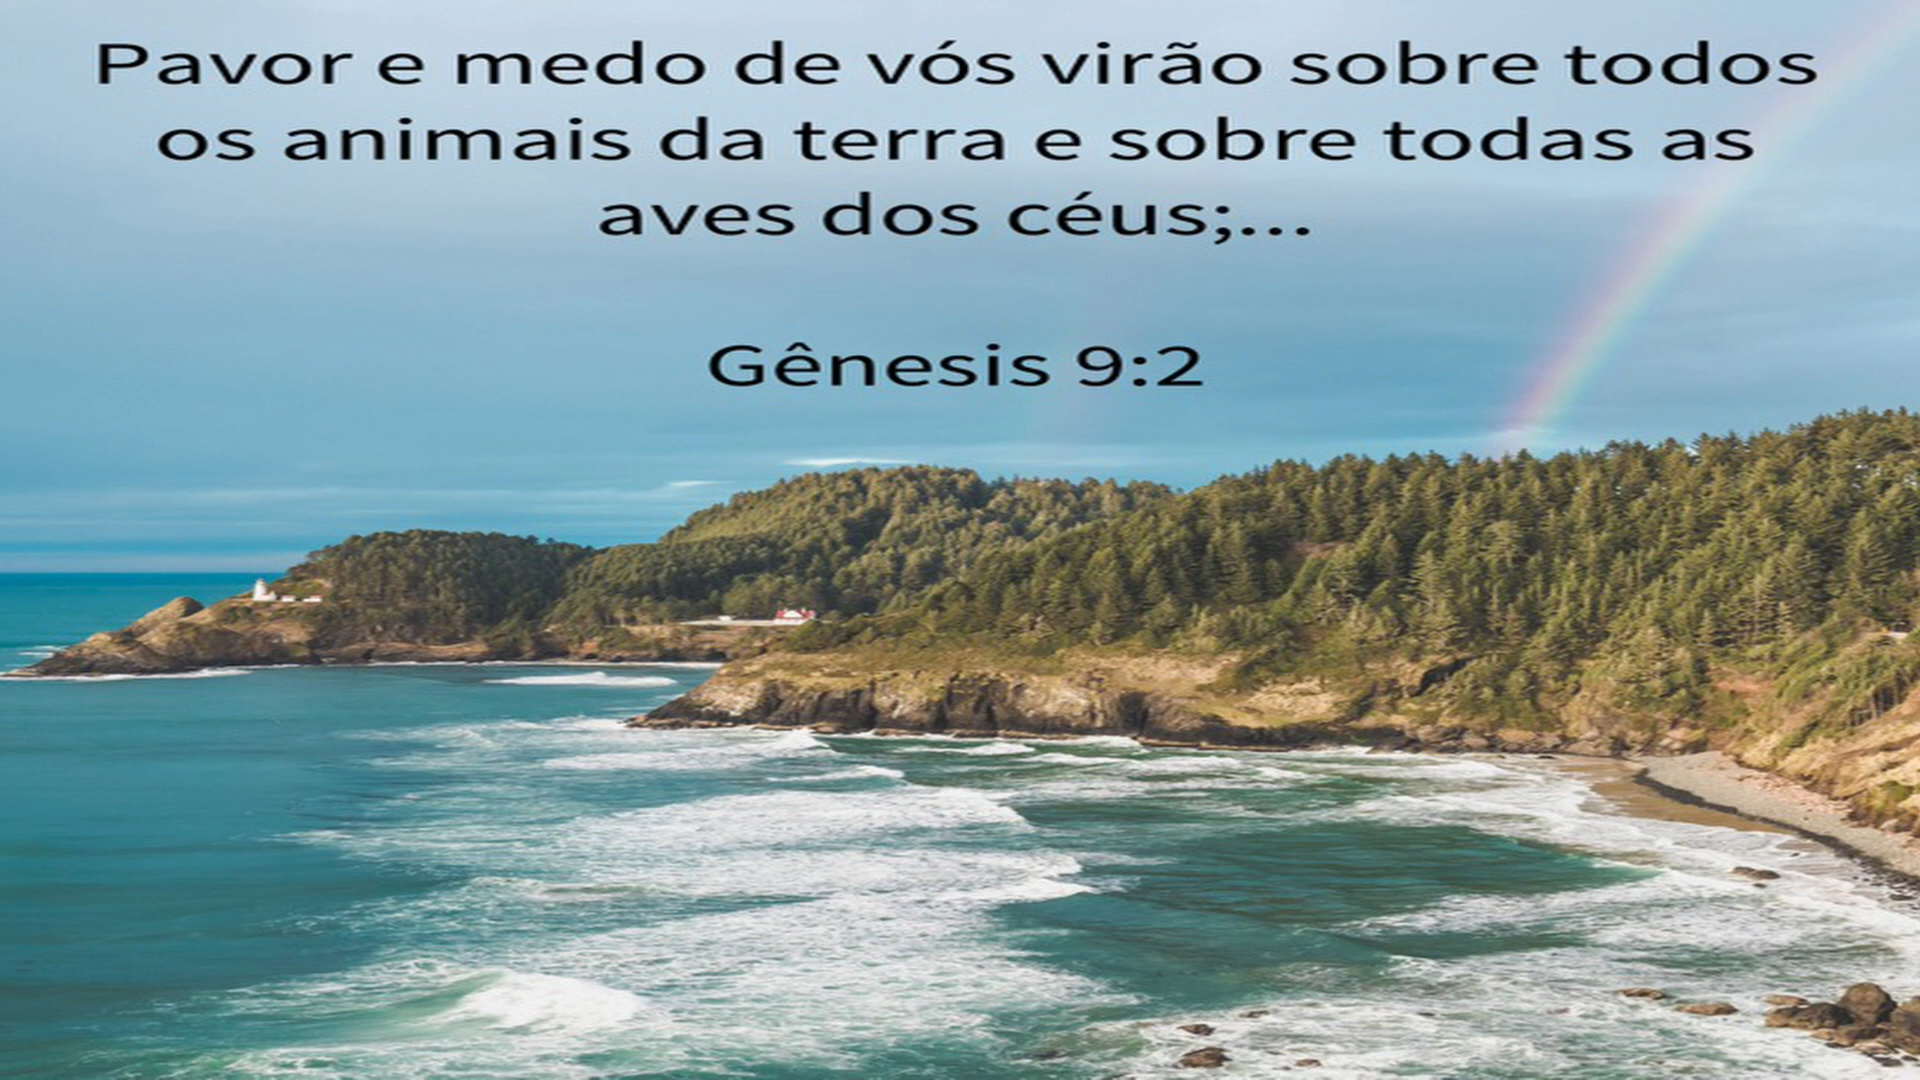 Pavor e medo de vós virão sobre todos
os animais da terra e sobre todas as
aves dos céus;...
Gênesis 9:2